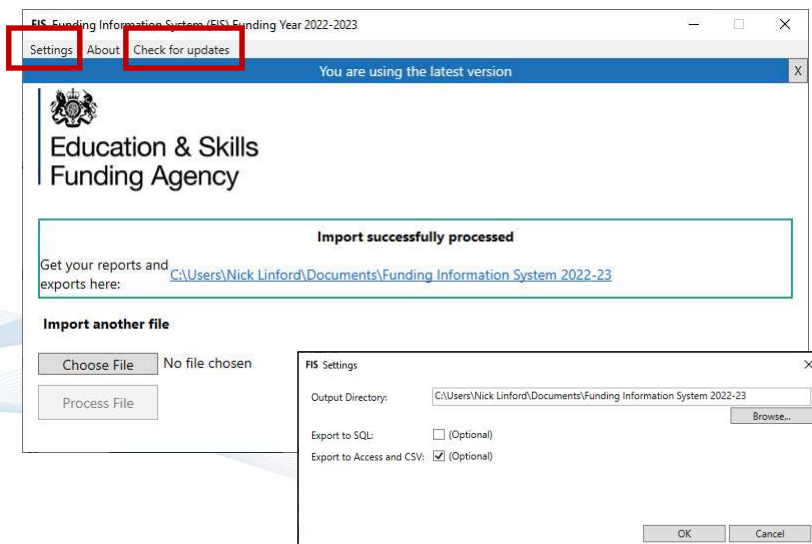 FIS Funding Information System (FIS) Funding Year 2022-2023
Settings About Check for updates
You are using the latest version X
Education & Skills
Funding Agency
Import successfully processed
Get your reports and
exports here:
C:\Users\Nick Linford\Documents\Funding Information System 2022-23
Import another file
Choose File No file chosen
Process File
FIS Settings
Output Directory: C:\Users\Nick Linford\Documents\Funding Information System 2022-23
Browse...
Export to SQL: (Optional)
Export to Access and CSV: (Optional)
OK Cancel